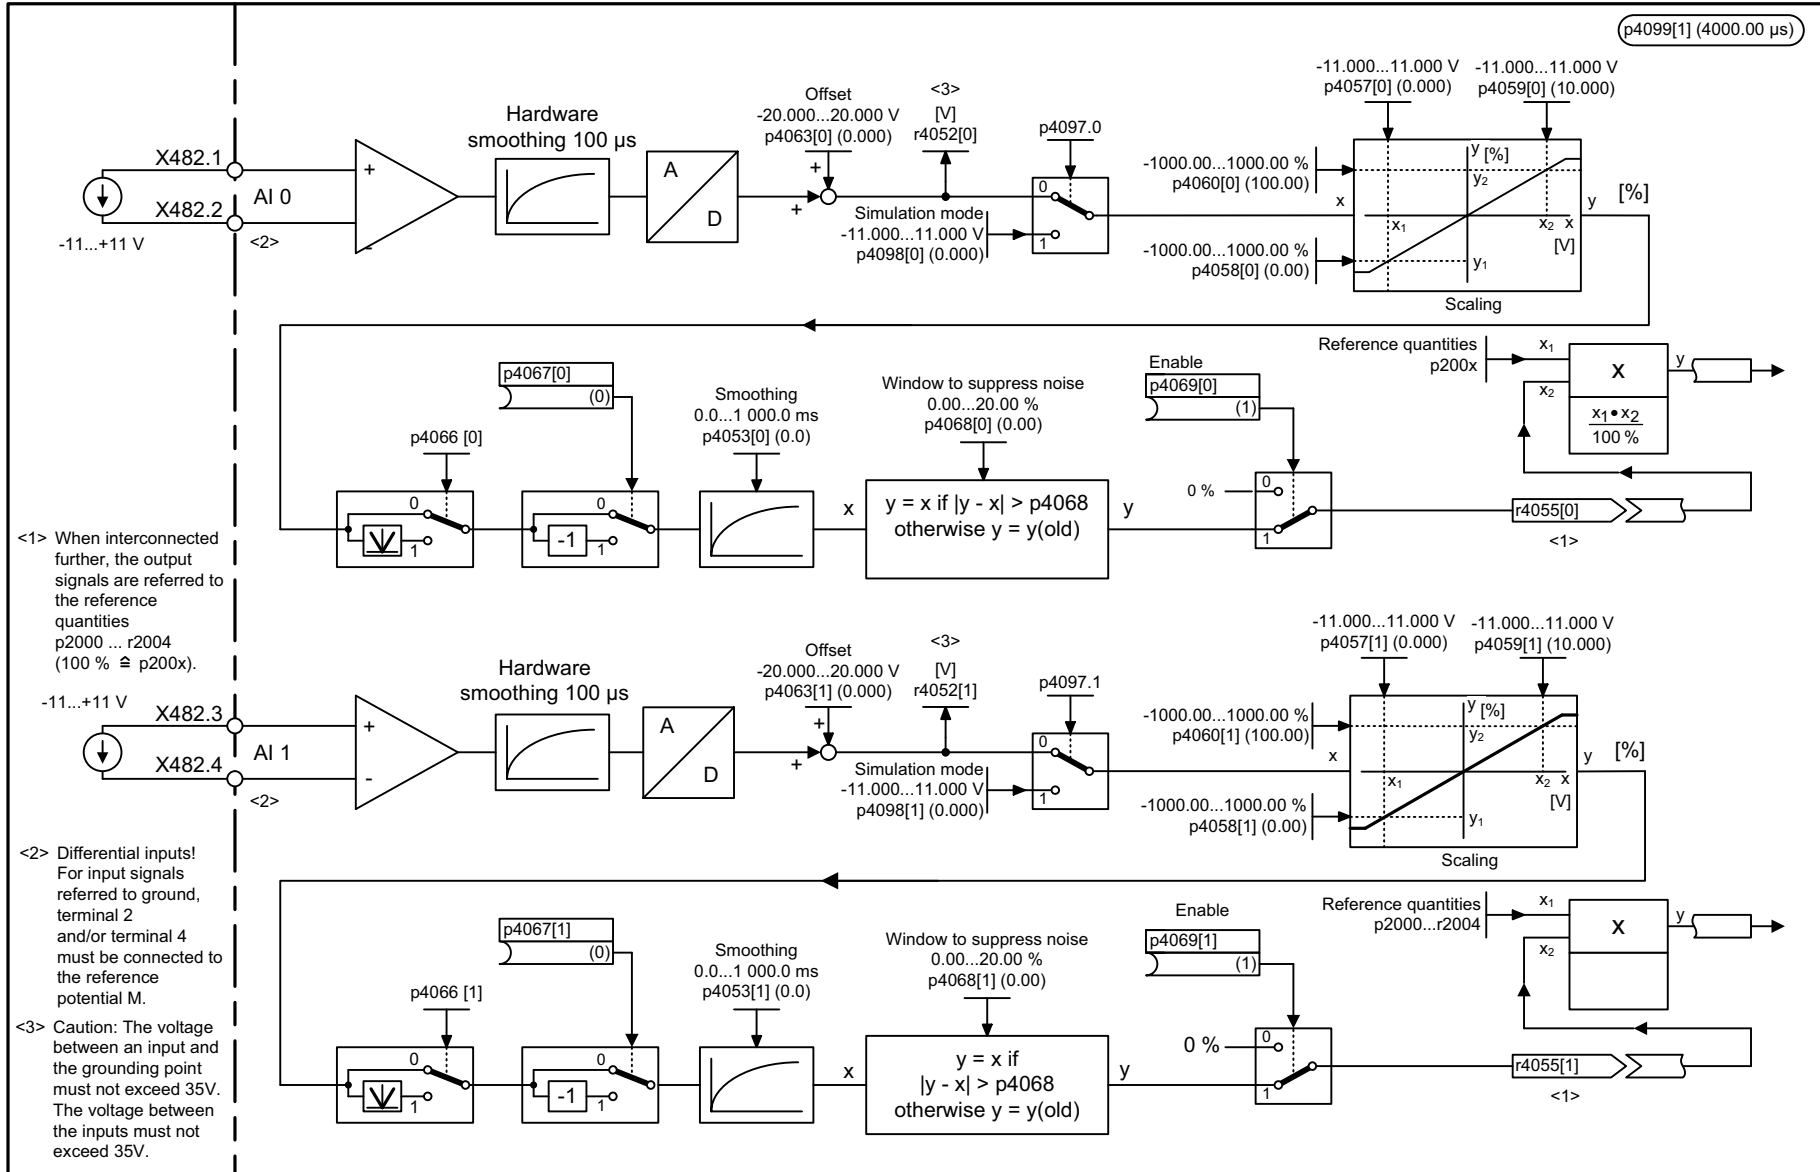 p4099[1] (4000.00 µs)
-11.000...11.000 V
p4057[0] (0.000)
-11.000...11.000 V
p4059[0] (10.000)
Offset
-20.000...20.000 V
p4063[0] (0.000)
<3>
[V]
r4052[0]
Hardware
smoothing 100 µs
p4097.0
X482.1
X482.2
-11...+11 V
AI 0
<2>
+
-
A
D
+
+
0
1
Simulation mode
-11.000...11.000 V
p4098[0] (0.000)
-1000.00...1000.00 %
p4060[0] (100.00)
x
-1000.00...1000.00 %
p4058[0] (0.00)
y [%]
y2
x1
x2 x
[V]
y1
y
[%]
Scaling
p4067[0]
(0)
p4066 [0]
0
1
0
-1
1
Smoothing
0.0...1 000.0 ms
p4053[0] (0.0)
Window to suppress noise
0.00...20.00 %
p4068[0] (0.00)
x
y = x if |y - x| > p4068
otherwise y = y(old)
y
Enable
p4069[0]
(1)
0 %
0
1
Reference quantities
p200x
x1
x2
X
x1 • x2
100 %
y
r4055[0]
<1>
<1> When interconnected
further, the output
signals are referred to
the reference
quantities
p2000 ... r2004
(100 % ≙ p200x).
-11.000...11.000 V
p4057[1] (0.000)
-11.000...11.000 V
p4059[1] (10.000)
Offset
-20.000...20.000 V
p4063[1] (0.000)
<3>
[V]
r4052[1]
Hardware
smoothing 100 µs
p4097.1
-11...+11 V
X482.3
X482.4
AI 1
<2>
+
-
A
D
+
+
0
1
Simulation mode
-11.000...11.000 V
p4098[1] (0.000)
-1000.00...1000.00 %
p4060[1] (100.00)
x
-1000.00...1000.00 %
p4058[1] (0.00)
y [%]
y2
x1
x2 x
[V]
y1
y
[%]
Scaling
<2> Differential inputs!
For input signals
referred to ground,
terminal 2
and/or terminal 4
must be connected to
the reference
potential M.
<3> Caution: The voltage
between an input and
the grounding point
must not exceed 35V.
The voltage between
the inputs must not
exceed 35V.
p4067[1]
(0)
p4066 [1]
0
1
0
-1
1
Smoothing
0.0...1 000.0 ms
p4053[1] (0.0)
Window to suppress noise
0.00...20.00 %
p4068[1] (0.00)
x
y = x if
|y - x| > p4068
otherwise y = y(old)
y
Enable
p4069[1]
(1)
0 %
0
1
Reference quantities
p2000...r2004
x1
x2
X
y
r4055[1]
<1>